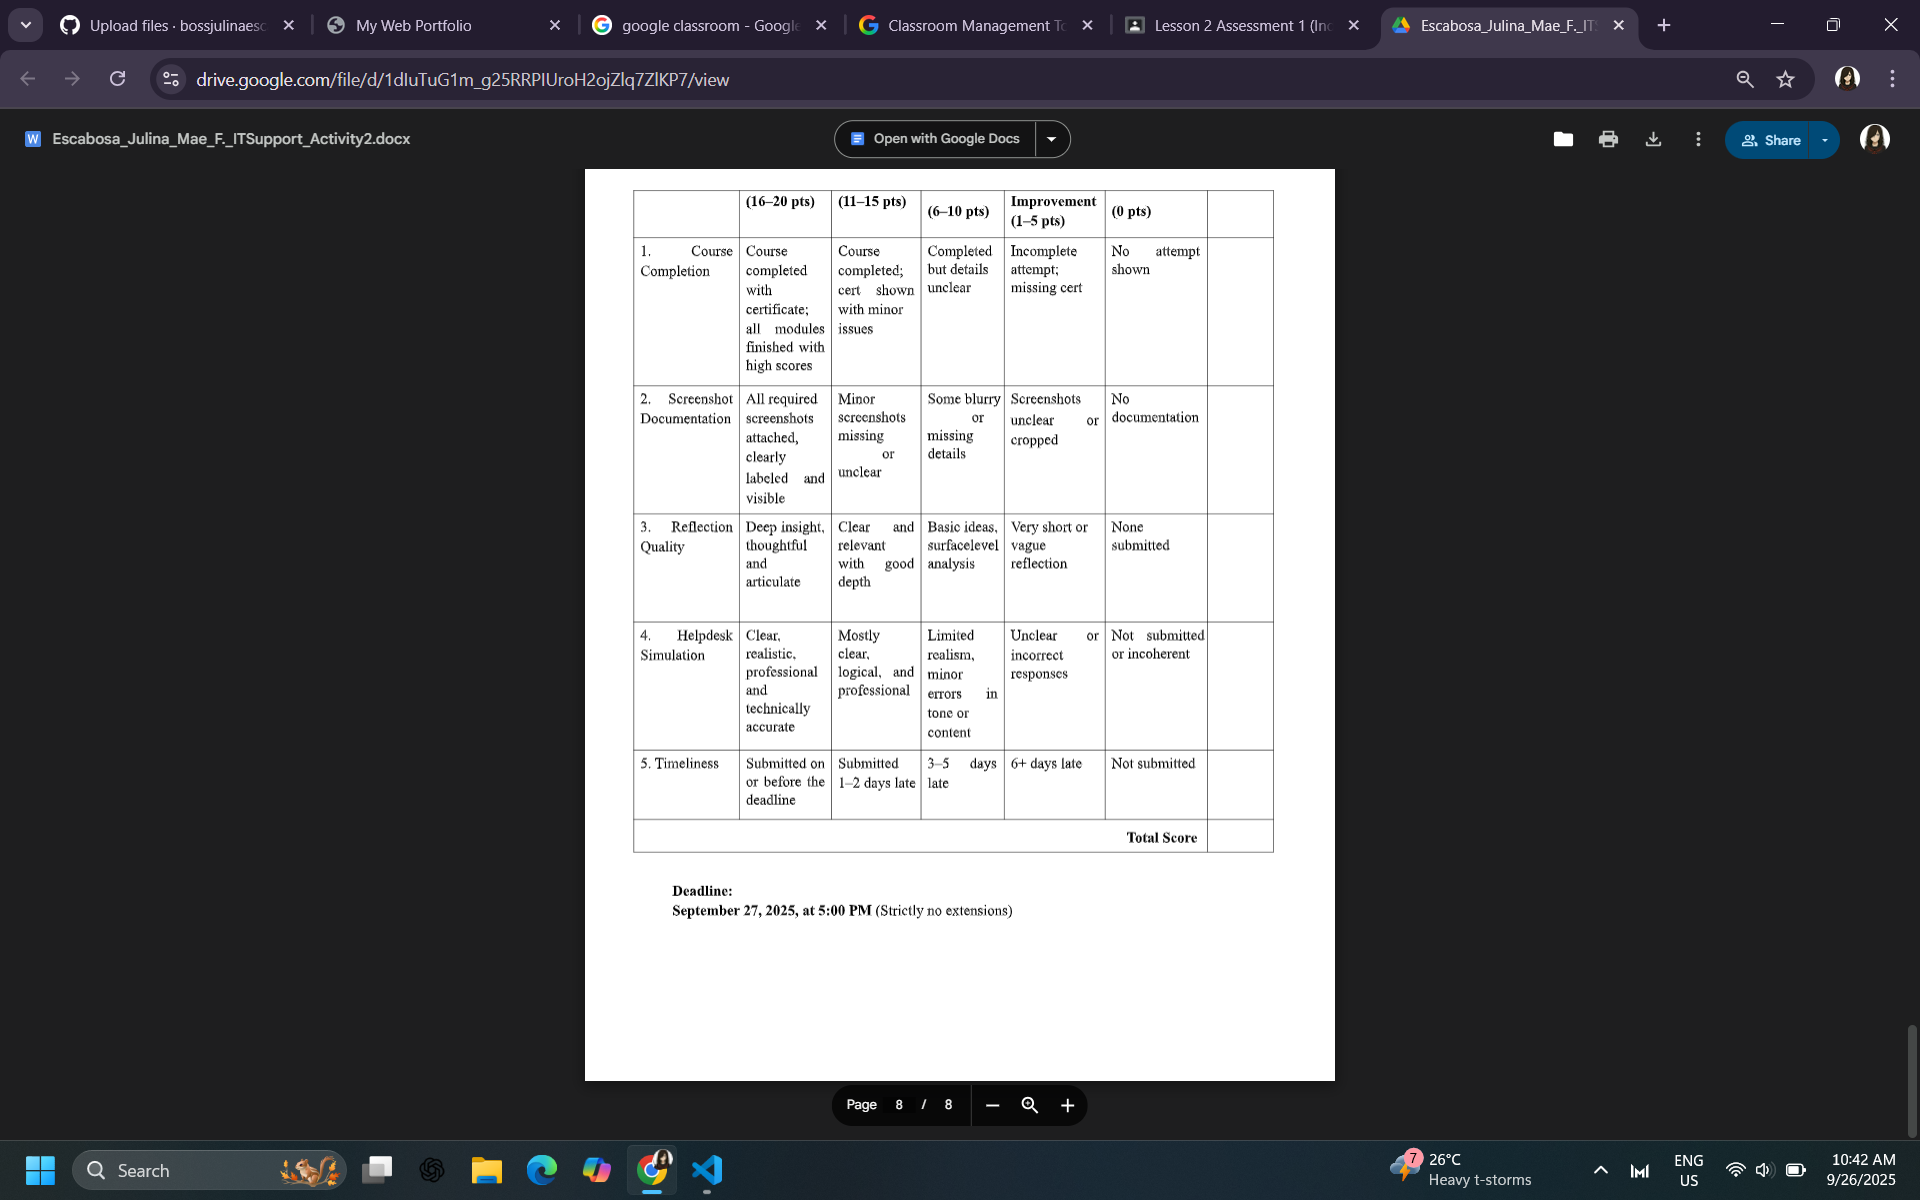 Upload files · bossjulinaesc
My Web Portfolio
google classroom - Google
Classroom Management To
Lesson 2 Assessment 1 (Inc
Escabosa_Julina_Mae_F._ITS
drive.google.com/file/d/1dluTuG1m_g25RRPIUroH2ojZlq7ZlKP7/view
W
Escabosa_Julina_Mae_F._ITSupport_Activity2.docx
Open with Google Docs
Share
(16–20 pts)
(11–15 pts)
(6–10 pts)
Improvement
(1–5 pts)
(0 pts)
1. Course
Completion
Course
completed
with
certificate;
all modules
finished with
high scores
Course
completed;
cert shown
with minor
issues
Completed
but details
unclear
Incomplete
attempt;
missing cert
No attempt
shown
2. Screenshot
Documentation
All required
screenshots
attached,
clearly
labeled and
visible
Minor
screenshots
missing
or
unclear
Some blurry
or
missing
details
Screenshots
unclear or
cropped
No
documentation
3. Reflection
Quality
Deep insight,
thoughtful
and
articulate
Clear and
relevant
with good
depth
Basic ideas,
surfacelevel
analysis
Very short or
vague
reflection
None
submitted
4. Helpdesk
Simulation
Clear,
realistic,
professional
and
technically
accurate
Mostly
clear,
logical, and
professional
Limited
realism,
minor
errors in
tone or
content
Unclear or
incorrect
responses
Not submitted
or incoherent
5. Timeliness
Submitted on
or before the
deadline
Submitted
1–2 days late
3–5 days
late
6+ days late
Not submitted
Total Score
Deadline:
September 27, 2025, at 5:00 PM (Strictly no extensions)
Page 8 / 8
Search
7
26°C
Heavy t-storms
ENG
US
10:42 AM
9/26/2025